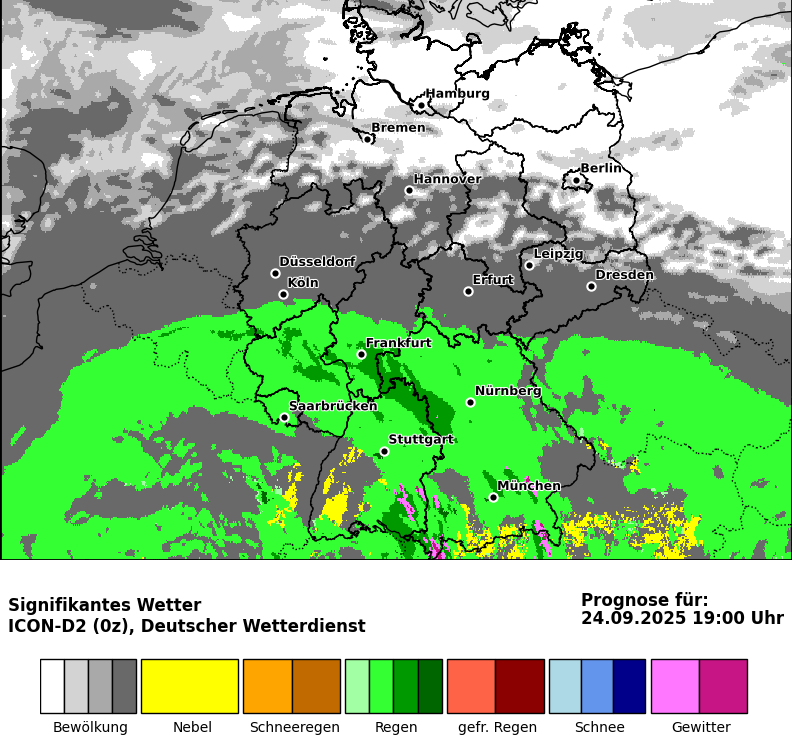 Hamburg
Bremen
Berlin
Hannover
Leipzig
Düsseldorf
Dresden
Köln
Erfurt
Frankfurt
Nürnberg
Saarbrücken
Stuttgart
München
Signifikantes Wetter
ICON-D2 (0z), Deutscher Wetterdienst
Prognose für:
24.09.2025 19:00 Uhr
Bewölkung
Nebel
Schneeregen
Regen
gefr. Regen
Schnee
Gewitter